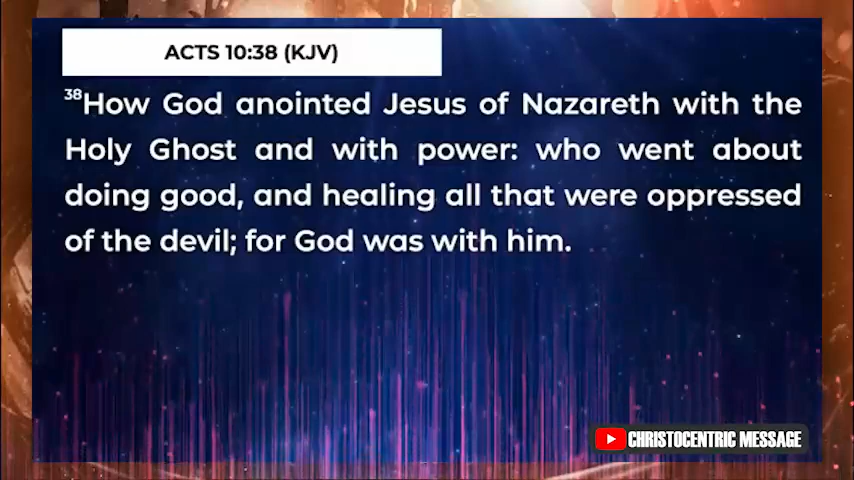 ACTS 10:38 (KJV)
38How God anointed Jesus of Nazareth with the
Holy Ghost and with power: who went about
doing good, and healing all that were oppressed
of the devil; for God was with him.
CHRISTOCENTRIC MESSAGE